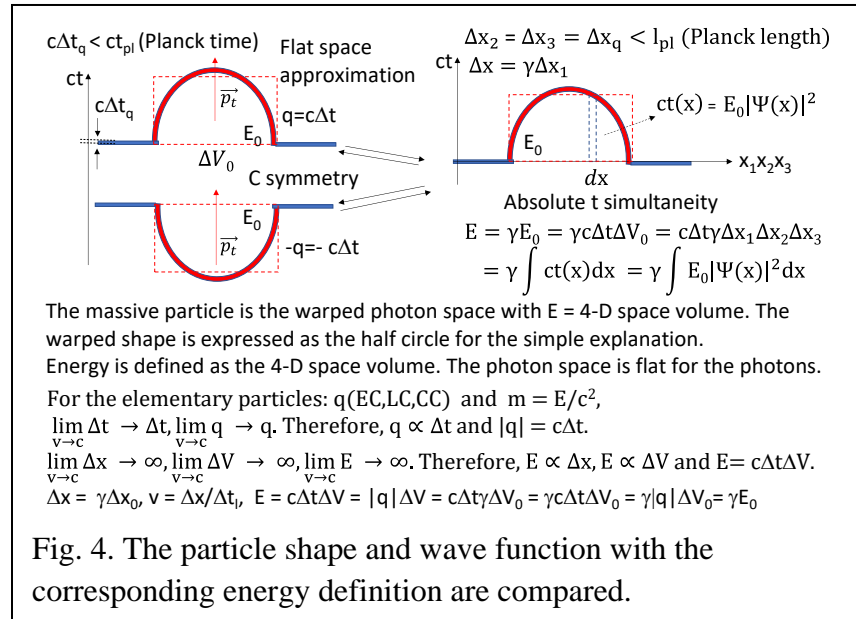 cΔt_q < ct_pl (Planck time)
ct
Flat space
approximation
p_t→
q=cΔt
cΔt_q
E₀
ΔV₀
C symmetry
E₀
p_t→
-q=- cΔt
Δx₂ = Δx₃ = Δx_q < l_pl (Planck length)
Δx = γΔx₁
ct
ct(x) = E₀|Ψ(x)|²
E₀
x₁x₂x₃
dx
Absolute t simultaneity
E = γE₀ = γcΔtΔV₀ = cΔtγΔx₁Δx₂Δx₃
= γ∫ ct(x)dx = γ∫ E₀|Ψ(x)|²dx
The massive particle is the warped photon space with E = 4-D space volume. The
warped shape is expressed as the half circle for the simple explanation.
Energy is defined as the 4-D space volume. The photon space is flat for the photons.
For the elementary particles: q(EC,LC,CC) and m = E/c²,
lim_{v→c} Δt → Δt, lim_{v→c} q → q. Therefore, q ∝ Δt and |q| = cΔt.
lim_{v→c} Δx → ∞, lim_{v→c} ΔV → ∞, lim_{v→c} E → ∞. Therefore, E ∝ Δx, E ∝ ΔV and E= cΔtΔV.
Δx = γΔx₀, v = Δx/Δt_l, E = cΔtΔV = |q|ΔV = cΔtγΔV₀ = γcΔtΔV₀ = γ|q|ΔV₀= γE₀
Fig. 4. The particle shape and wave function with the
corresponding energy definition are compared.